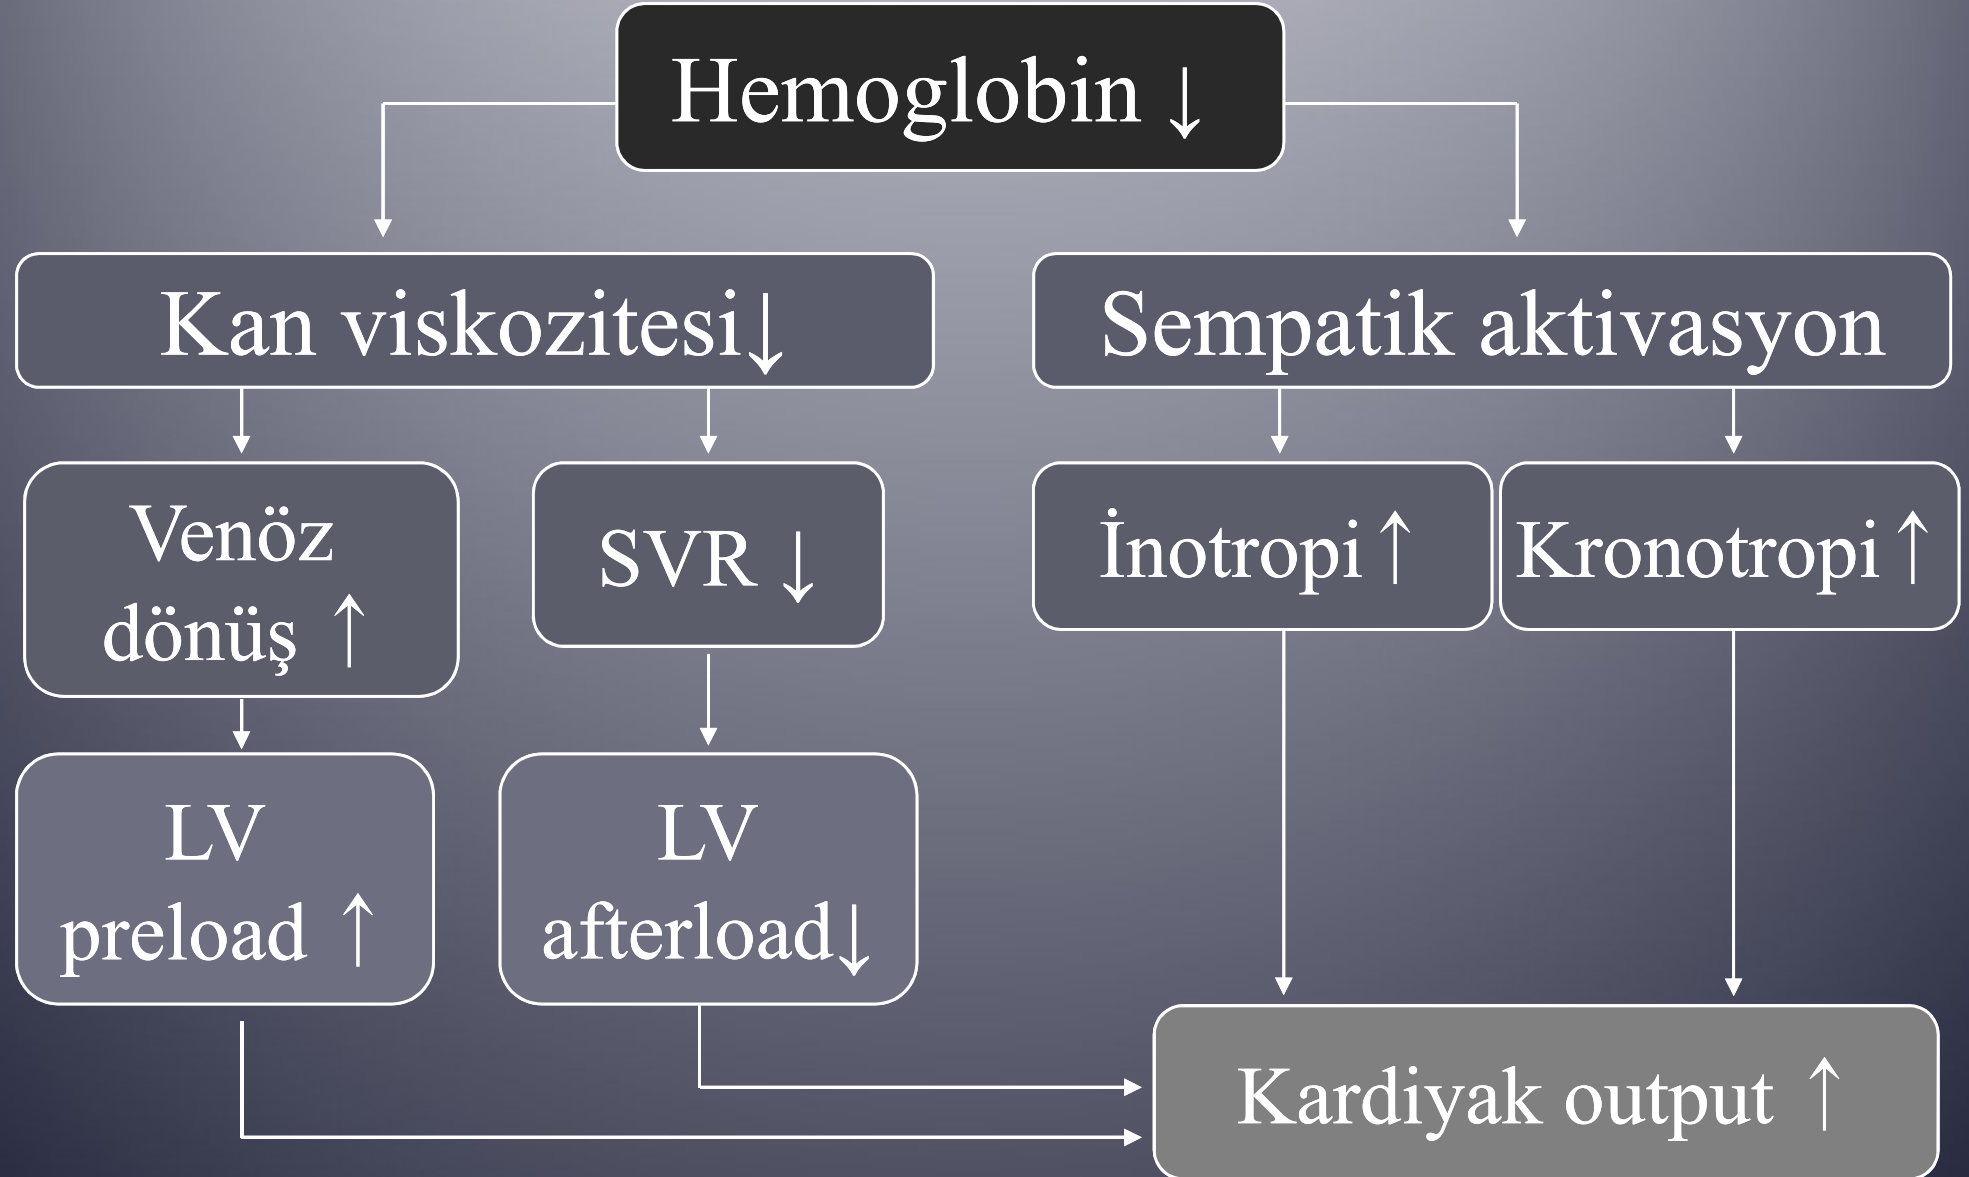 Hemoglobin ↓
Kan viskozitesi↓
Sempatik aktivasyon
Venöz
dönüş ↑
SVR ↓
İnotropi↑
Kronotropi↑
LV
preload ↑
LV
afterload↓
Kardiyak output ↑